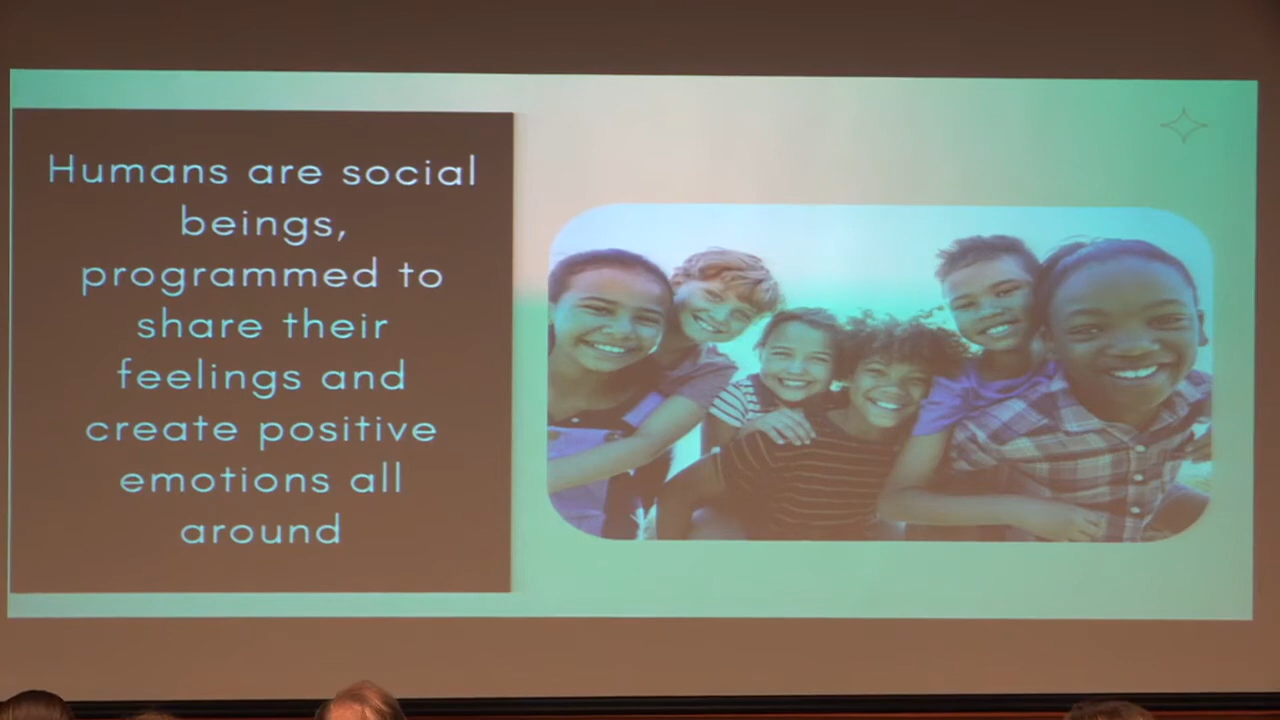 Humans are social
beings,
programmed to
share their
feelings and
create positive
emotions all
around